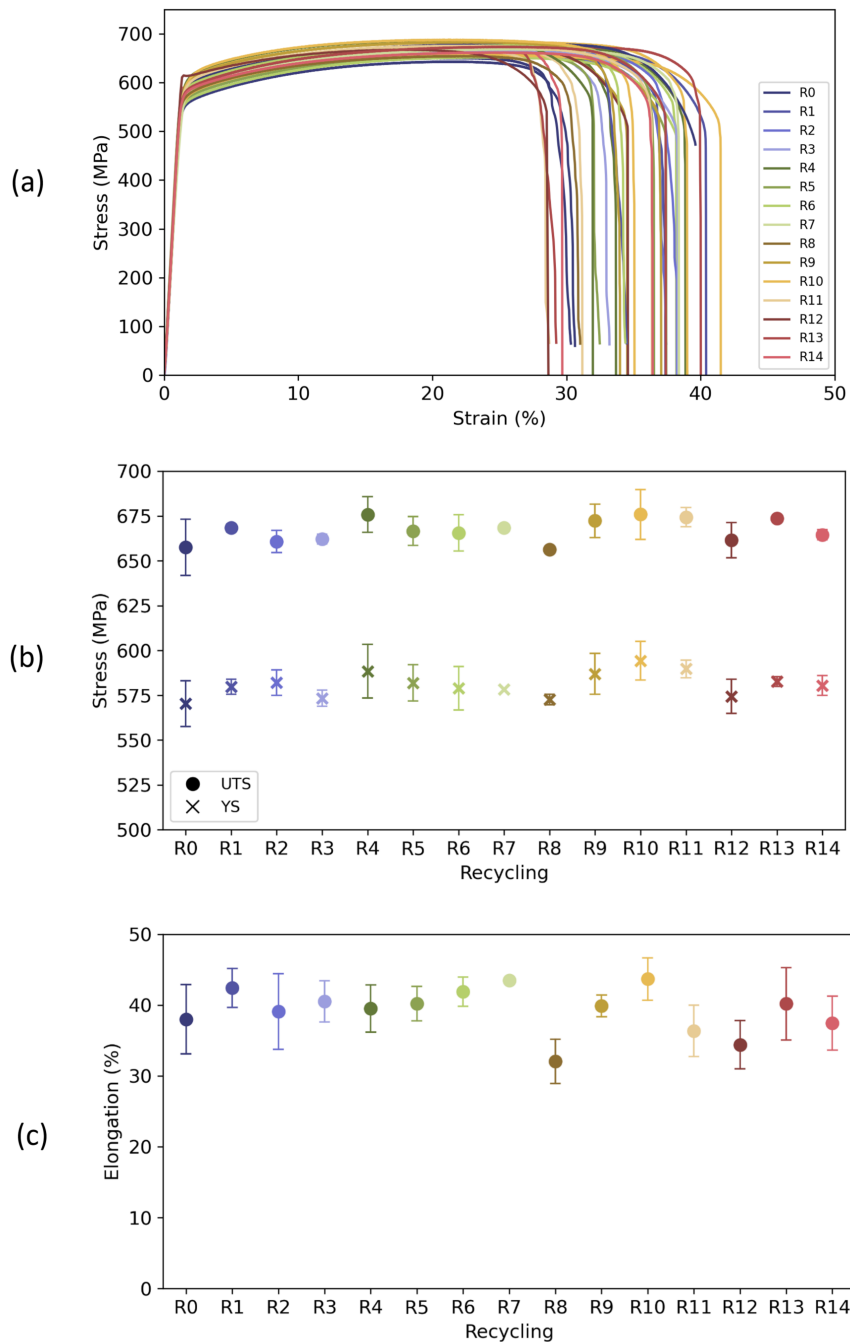 (a)
Stress (MPa)
700
600
500
400
300
200
100
0
0 10 20 30 40 50
Strain (%)
R0
R1
R2
R3
R4
R5
R6
R7
R8
R9
R10
R11
R12
R13
R14
(b)
Stress (MPa)
700
675
650
625
600
575
550
525
500
UTS
YS
R0 R1 R2 R3 R4 R5 R6 R7 R8 R9 R10 R11 R12 R13 R14
Recycling
(c)
Elongation (%)
50
40
30
20
10
0
R0 R1 R2 R3 R4 R5 R6 R7 R8 R9 R10 R11 R12 R13 R14
Recycling